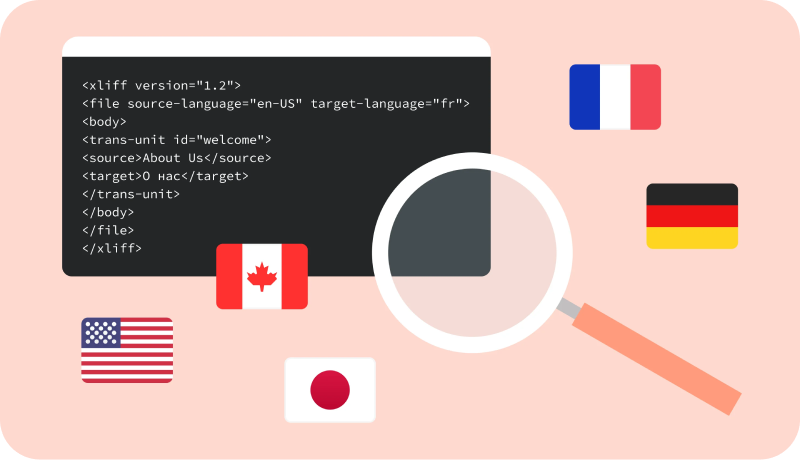 <xliff version="1.2">
<file source-language="en-US" target-language="fr">
<body>
<trans-unit id="welcome">
<source>About Us</source>
<target>О нас</target>
</trans-unit>
</body>
</file>
</xliff>